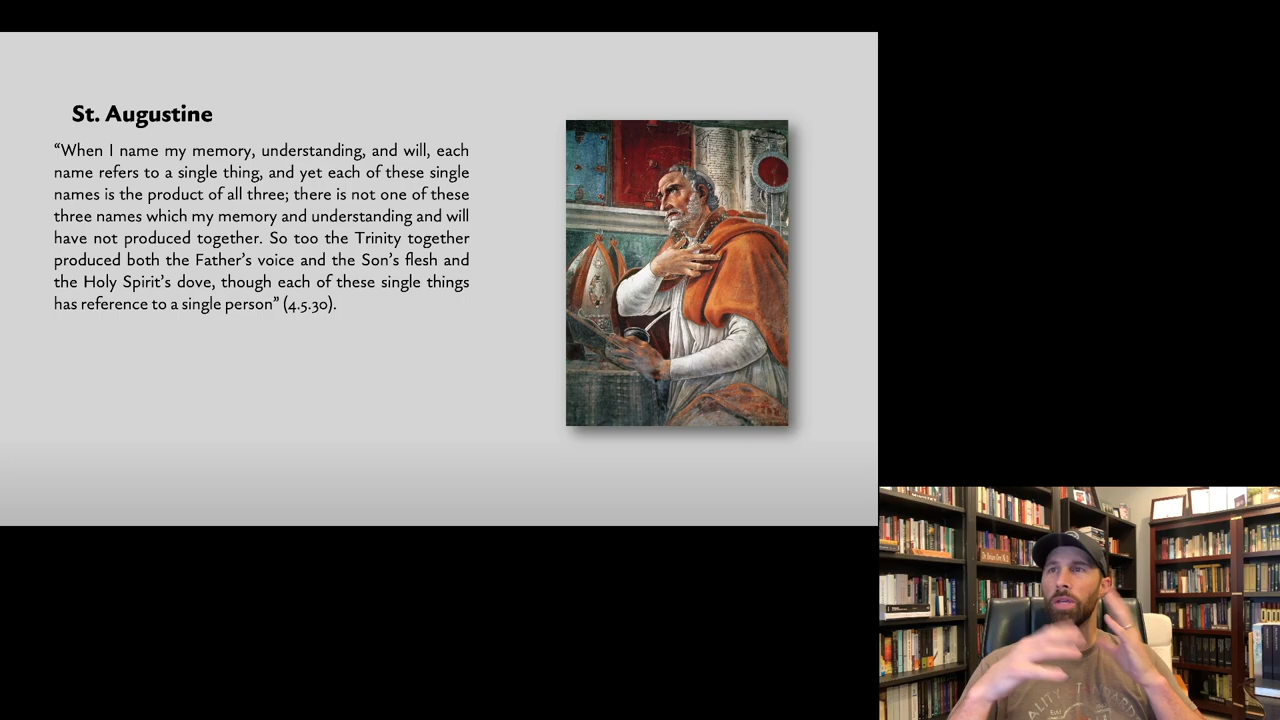 St. Augustine
“When I name my memory, understanding, and will, each
name refers to a single thing, and yet each of these single
names is the product of all three; there is not one of these
three names which my memory and understanding and will
have not produced together. So too the Trinity together
produced both the Father’s voice and the Son’s flesh and
the Holy Spirit’s dove, though each of these single things
has reference to a single person” (4.5.30).